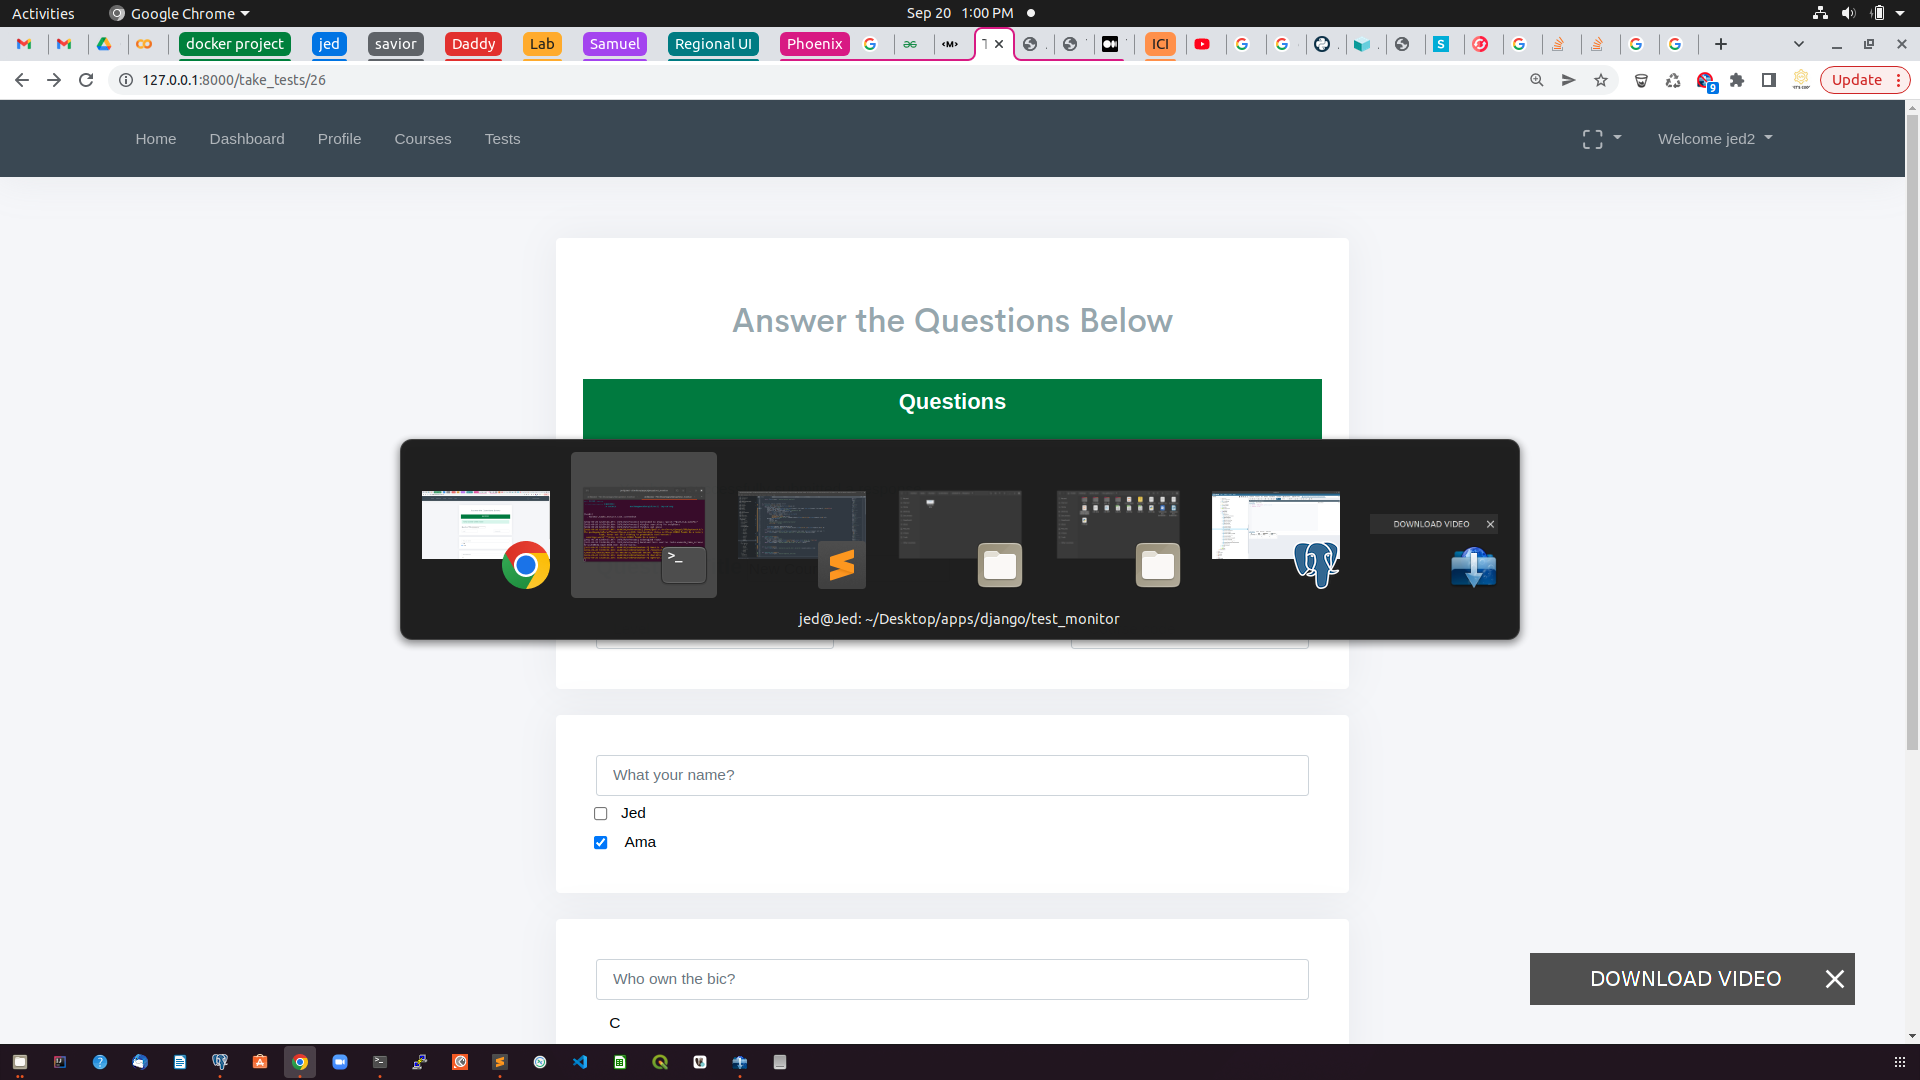 Activities
Google Chrome
Sep 20 1:00 PM
docker project
jed
savior
Daddy
Lab
Samuel
Regional UI
Phoenix
ICI
127.0.0.1:8000/take_tests/26
9
Update
Home
Dashboard
Profile
Courses
Tests
Welcome jed2
Answer the Questions Below
Questions
DOWNLOAD VIDEO
jed@Jed: ~/Desktop/apps/django/test_monitor
What your name?
Jed
Ama
Who own the bic?
C
DOWNLOAD VIDEO